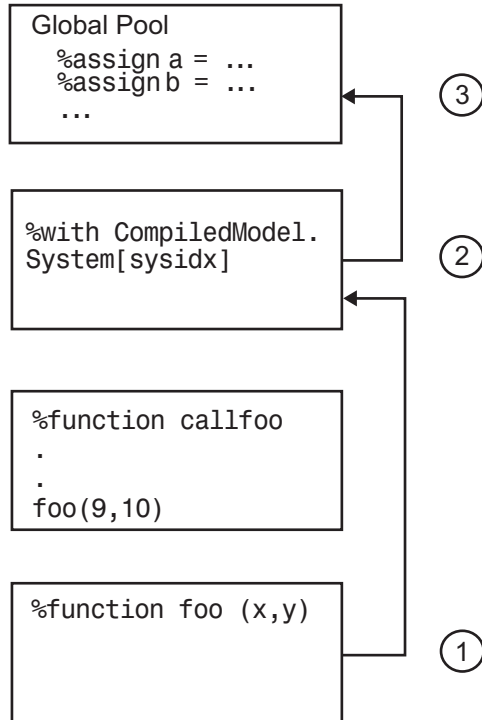 Global Pool
%assign a = ...
%assign b = ...
...
3
%with CompiledModel.
System[sysidx]
2
%function callfoo
.
.
foo(9,10)
%function foo (x,y)
1